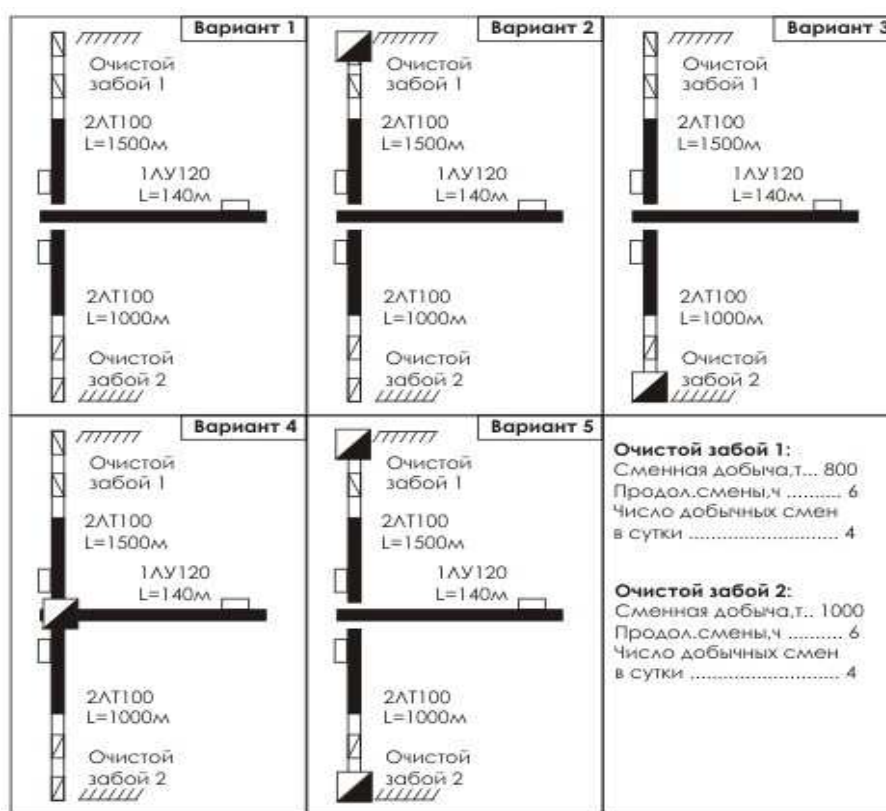 Вариант 1
Очистой
забой 1
2ЛТ100
L=1500м
1ЛУ120
L=140м
2ЛТ100
L=1000м
Очистой
забой 2
Вариант 2
Очистой
забой 1
2ЛТ100
L=1500м
1ЛУ120
L=140м
2ЛТ100
L=1000м
Очистой
забой 2
Вариант 3
Очистой
забой 1
2ЛТ100
L=1500м
1ЛУ120
L=140м
2ЛТ100
L=1000м
Очистой
забой 2
Вариант 4
Очистой
забой 1
2ЛТ100
L=1500м
1ЛУ120
L=140м
2ЛТ100
L=1000м
Очистой
забой 2
Вариант 5
Очистой
забой 1
2ЛТ100
L=1500м
1ЛУ120
L=140м
2ЛТ100
L=1000м
Очистой
забой 2
Очистой забой 1:
Сменная добыча,т... 800
Продол.смены,ч .......... 6
Число добычных смен
в сутки ........................... 4
Очистой забой 2:
Сменная добыча,т.. 1000
Продол.смены,ч .......... 6
Число добычных смен
в сутки ........................... 4